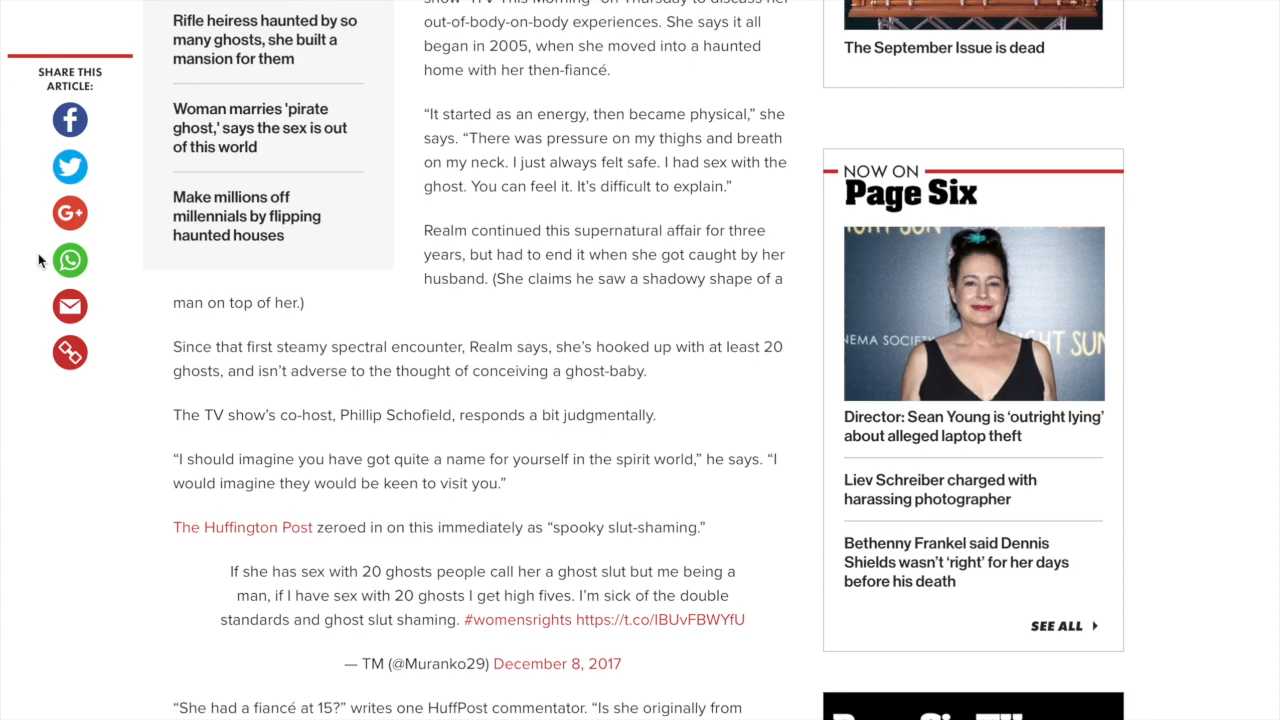 SHARE THIS
ARTICLE:
Rifle heiress haunted by so
many ghosts, she built a
mansion for them
Woman marries 'pirate
ghost,' says the sex is out
of this world
Make millions off
millennials by flipping
haunted houses
out-of-body-on-body experiences. She says it all
began in 2005, when she moved into a haunted
home with her then-fiancé.
“It started as an energy, then became physical,” she
says. “There was pressure on my thighs and breath
on my neck. I just always felt safe. I had sex with the
ghost. You can feel it. It’s difficult to explain.”
Realm continued this supernatural affair for three
years, but had to end it when she got caught by her
husband. (She claims he saw a shadowy shape of a
man on top of her.)
Since that first steamy spectral encounter, Realm says, she’s hooked up with at least 20
ghosts, and isn’t adverse to the thought of conceiving a ghost-baby.
The TV show’s co-host, Phillip Schofield, responds a bit judgmentally.
“I should imagine you have got quite a name for yourself in the spirit world,” he says. “I
would imagine they would be keen to visit you.”
The Huffington Post zeroed in on this immediately as “spooky slut-shaming.”
If she has sex with 20 ghosts people call her a ghost slut but me being a
man, if I have sex with 20 ghosts I get high fives. I’m sick of the double
standards and ghost slut shaming. #womensrights https://t.co/IBUvFBWYfU
— TM (@Muranko29) December 8, 2017
“She had a fiancé at 15?” writes one HuffPost commentator. “Is she originally from
The September Issue is dead
NOW ON
Page Six
NEMA SOCIETY
Director: Sean Young is ‘outright lying’
about alleged laptop theft
Liev Schreiber charged with
harassing photographer
Bethenny Frankel said Dennis
Shields wasn’t ‘right’ for her days
before his death
SEE ALL